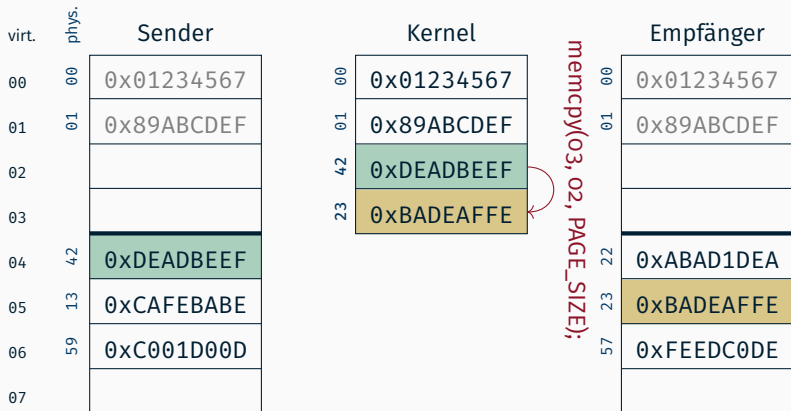 virt. phys. Sender Kernel Empfänger
00 00 0x01234567 00 0x01234567 00 0x01234567
01 01 0x89ABCDEF 01 0x89ABCDEF 01 0x89ABCDEF
02 42 0xDEADBEEF
03 23 0xBADEAFFE
memcpy(03, 02, PAGE_SIZE);
04 42 0xDEADBEEF 22 0xABAD1DEA
05 13 0xCAFEBABE 23 0xBADEAFFE
06 59 0xC001D00D 57 0xFEEDC0DE
07